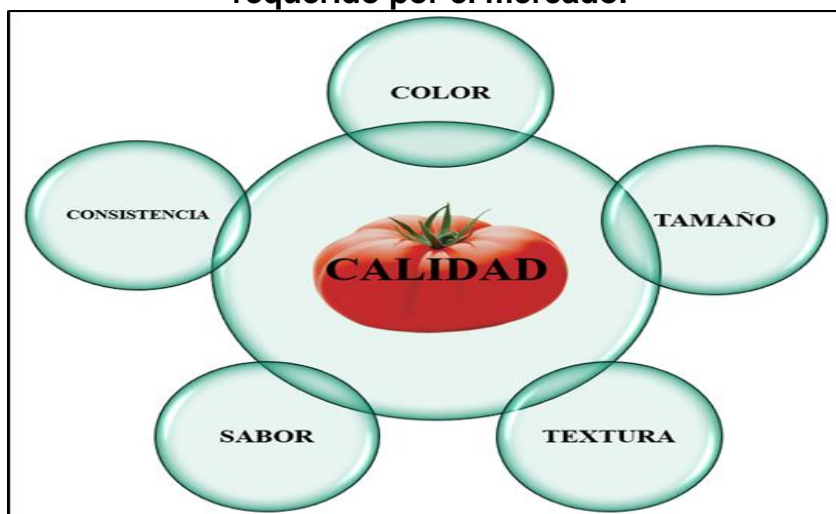 requerido por el mercado.
COLOR
CONSISTENCIA
TAMAÑO
CALIDAD
SABOR
TEXTURA